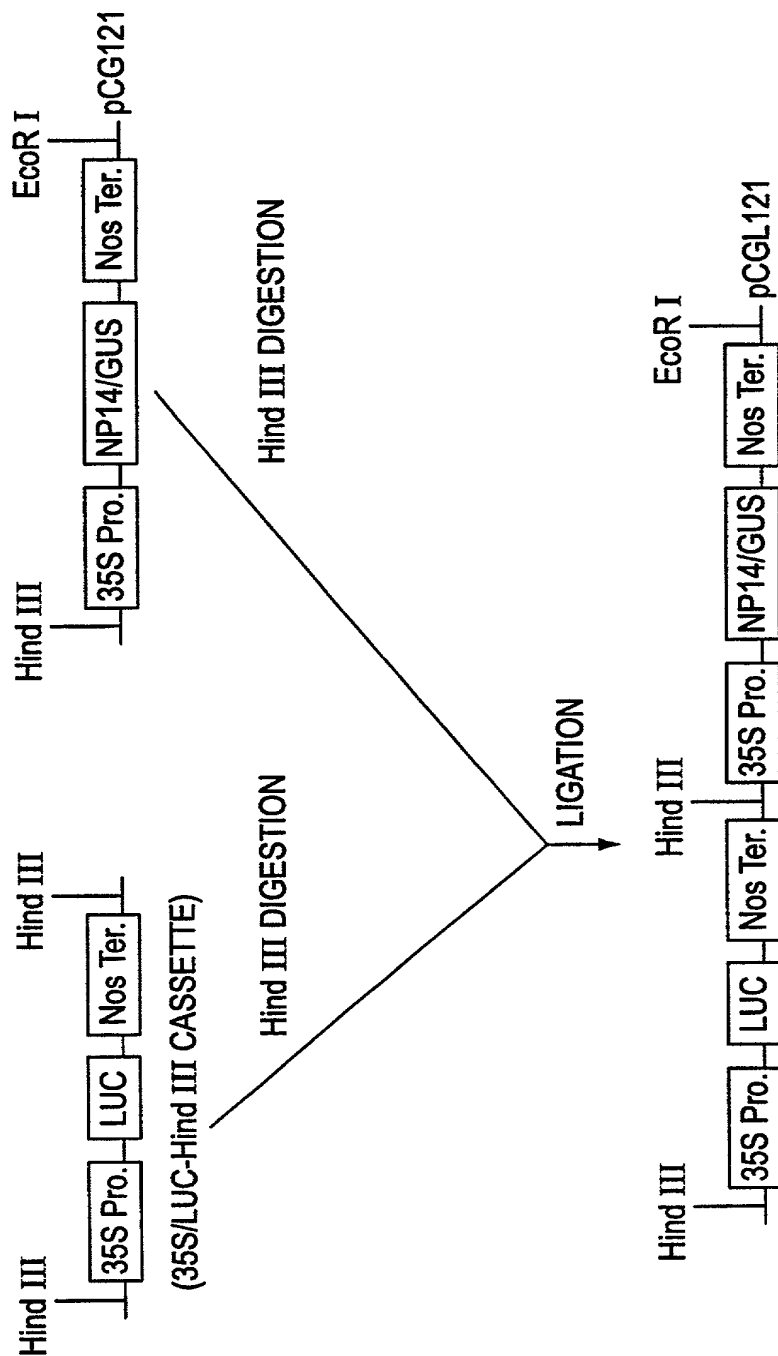 Hind III
Hind III
35S Pro.
LUC
Nos Ter.
(35S/LUC-Hind III CASSETTE)
Hind III DIGESTION
Hind III
EcoR I
35S Pro.
NP14/GUS
Nos Ter.
pCG121
Hind III DIGESTION
LIGATION
Hind III
Hind III
EcoR I
35S Pro.
LUC
Nos Ter.
35S Pro.
NP14/GUS
Nos Ter.
pCGL121